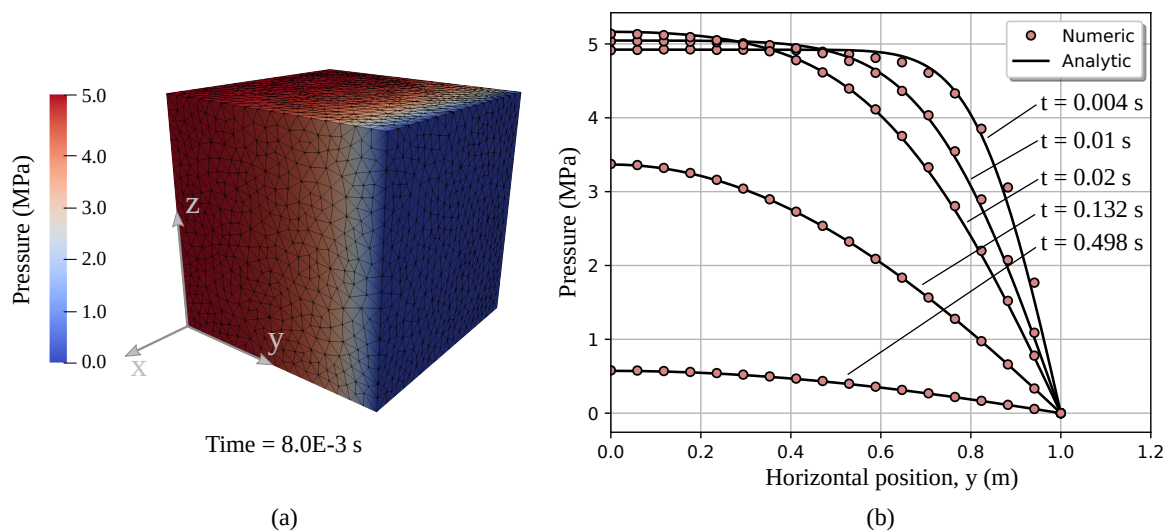 Pressure (MPa)
5.0
4.0
3.0
2.0
1.0
0.0
z
y
x
Time = 8.0E-3 s
(a)
Pressure (MPa)
5
4
3
2
1
0
Numeric
Analytic
t = 0.004 s
t = 0.01 s
t = 0.02 s
t = 0.132 s
t = 0.498 s
0.0 0.2 0.4 0.6 0.8 1.0 1.2
Horizontal position, y (m)
(b)